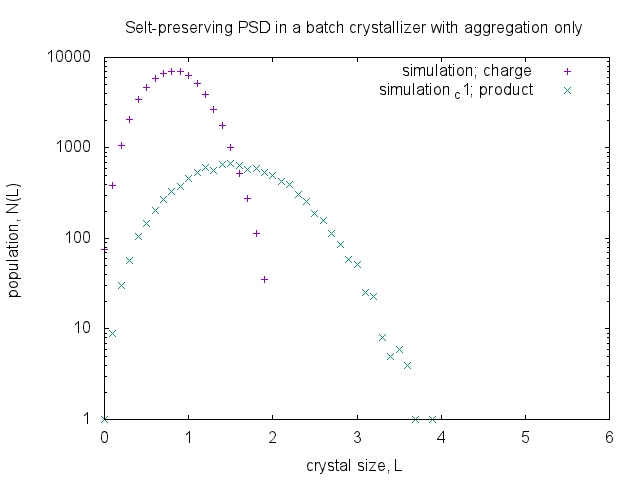 Selt-preserving PSD in a batch crystallizer with aggregation only
10000
simulation; charge
simulation c1; product
1000
100
10
1
population, N(L)
0 1 2 3 4 5 6
crystal size, L